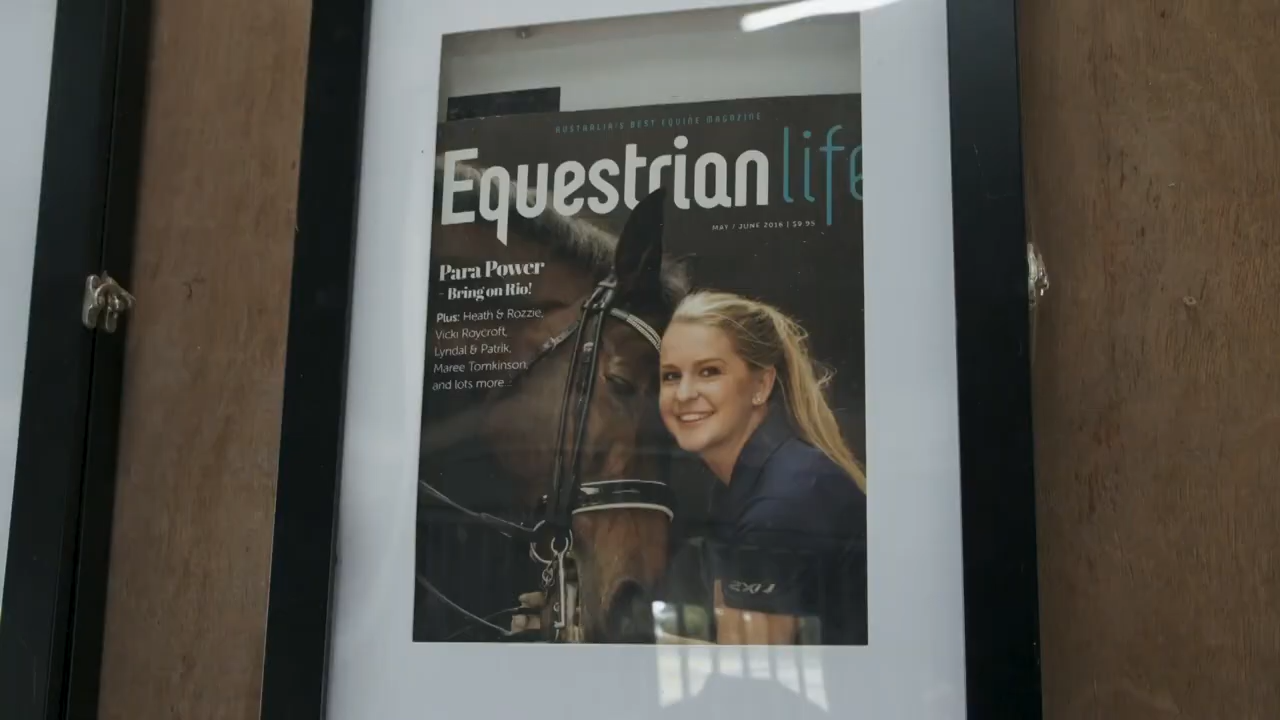 AUSTRALIA'S BEST EQUINE MAGAZINE
Equestrian life
MAY / JUNE 2016 | $9.95
Para Power
- Bring on Rio!
Plus: Heath & Rozzie,
Vicki Roycroft,
Lyndal & Patrik,
Maree Tomkinson,
and lots more...
2XU